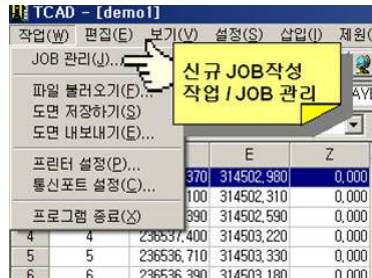 TCAD - [demo1]
작업(W) 편집(E) 보기(V) 설정(S) 삽입(I) 제원(
JOB 관리(J)...
파일 불러오기(F)...
도면 저장하기(S)
도면 내보내기(E)...
프린터 설정(P)...
통신포트 설정(C)...
프로그램 종료(X)
신규 JOB작성
작업 / JOB 관리
E Z
370 314502,980 0,000
100 314502,310 0,000
390 314502,590 0,000
4 4 236537,400 314503,220 0,000
5 5 236536,710 314503,330 0,000
6 6 236536,390 314503,180 0,000